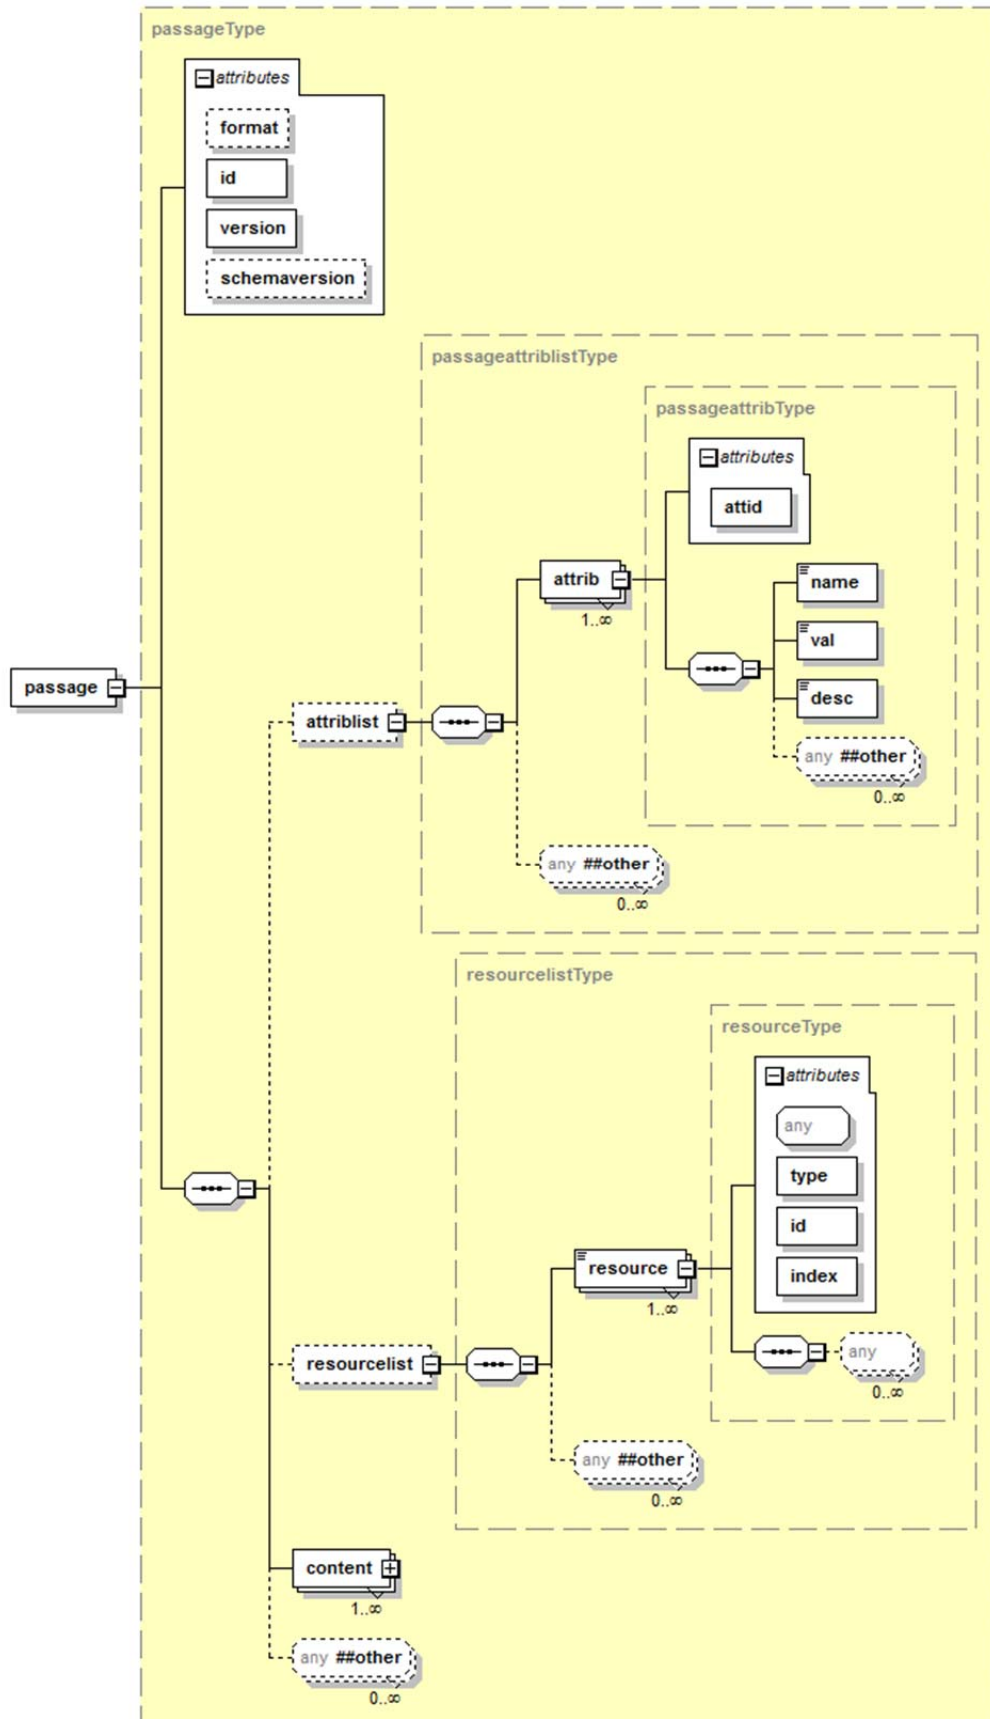 passageType
attributes
format
id
version
schemaversion
passageattriblistType
passageattribType
attributes
attid
attrib
1..∞
name
val
desc
any ##other
0..∞
passage
attriblist
any ##other
0..∞
resourcelistType
resourceType
attributes
any
type
id
index
resource
1..∞
resourcelist
any
0..∞
any ##other
0..∞
content
1..∞
any ##other
0..∞